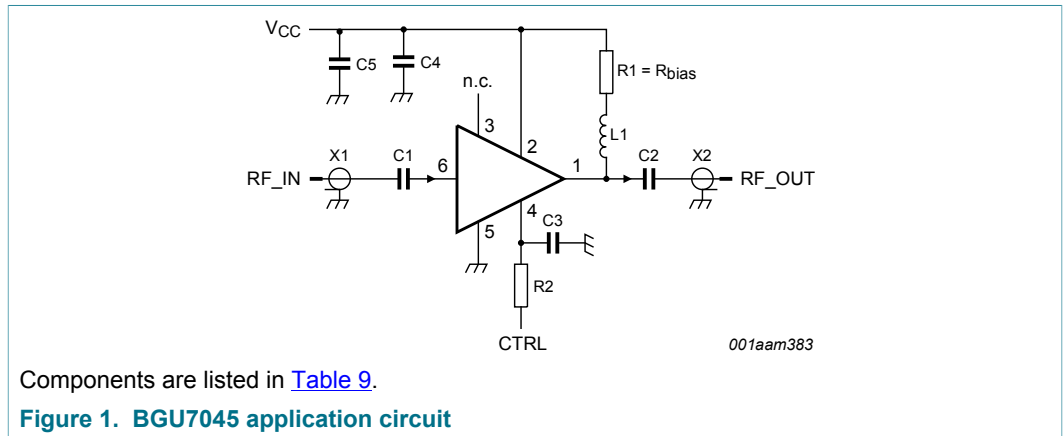 VCC
C5
C4
n.c.
R1 = Rbias
3
L1
2
X1
C1
6
1
C2
X2
RF_IN
RF_OUT
4
5
C3
R2
CTRL
001aam383
Components are listed in Table 9.
Figure 1. BGU7045 application circuit